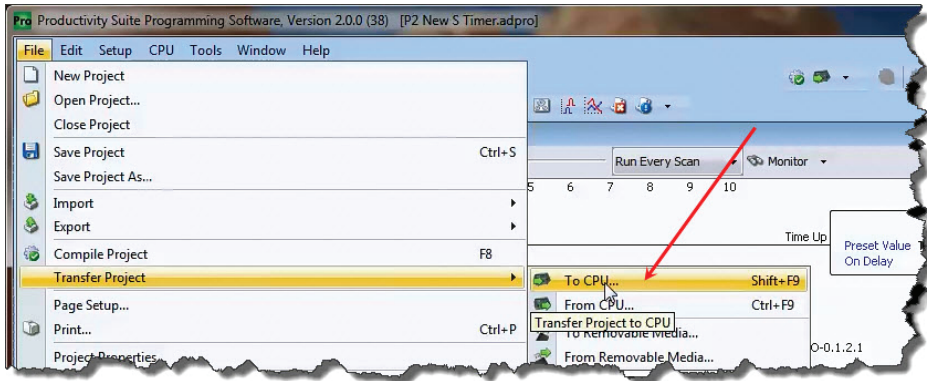 Pro Productivity Suite Programming Software, Version 2.0.0 (38) [P2 New S Timer.adpro]
File Edit Setup CPU Tools Window Help
New Project
Open Project...
Close Project
Save Project Ctrl+S
Save Project As...
Run Every Scan Monitor
5 6 7 8 9 10
Import
Export
Time Up
Preset Value
On Delay
Compile Project F8
Transfer Project
To CPU... Shift+F9
Page Setup...
From CPU... Ctrl+F9
Print... Ctrl+P
Transfer Project to CPU
To Removable Media...
Project Properties...
From Removable Media...
O-0.1.2.1